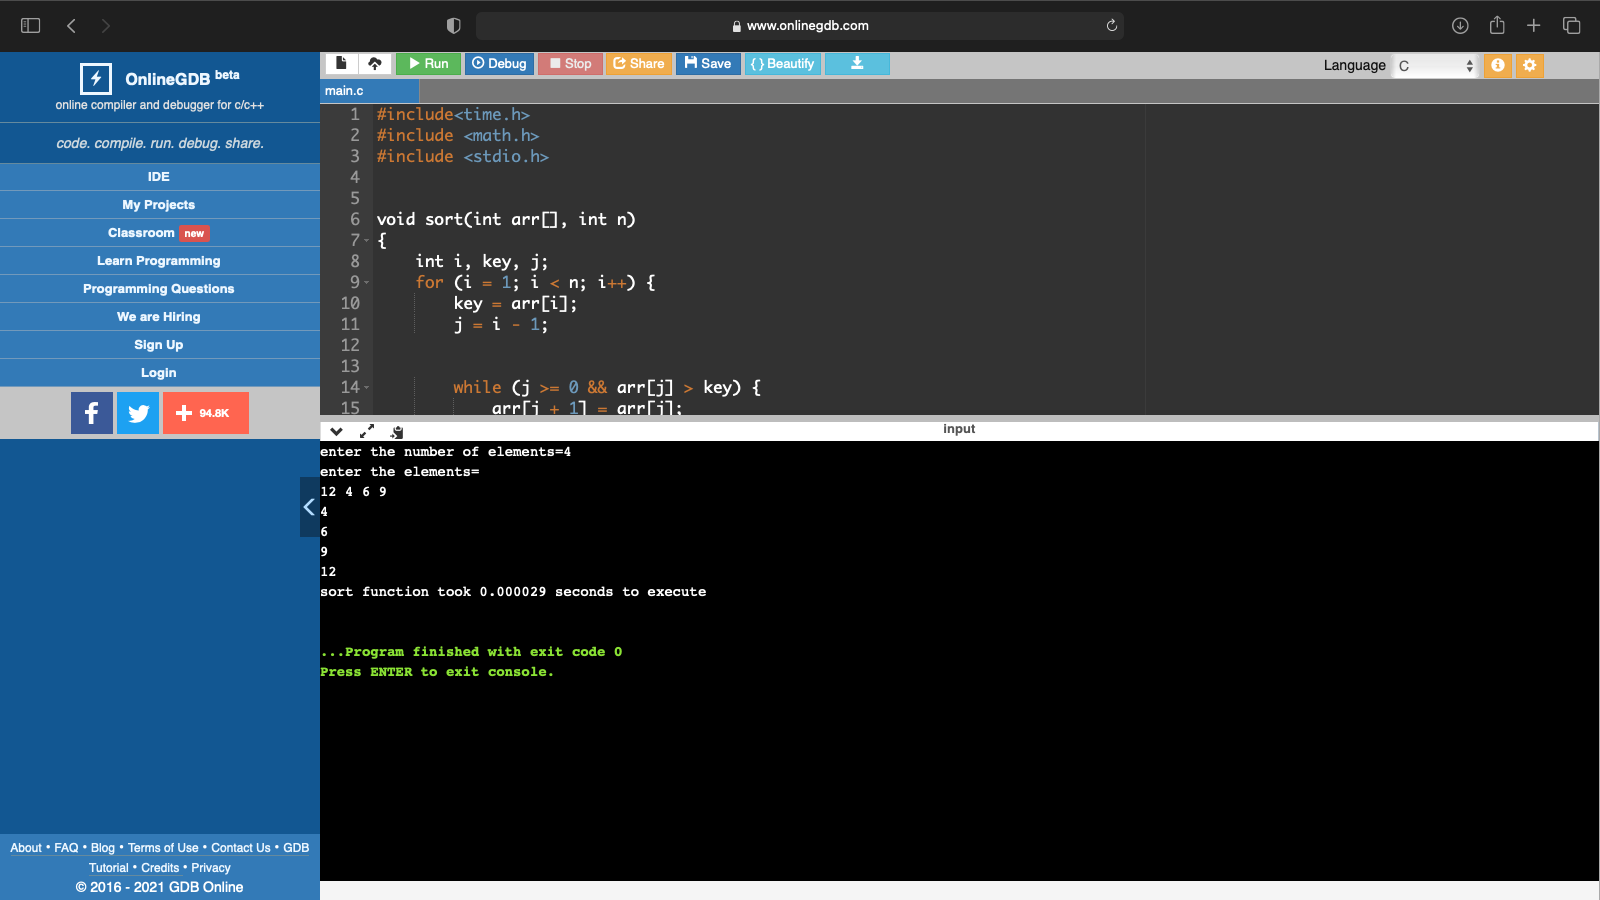 www.onlinegdb.com
OnlineGDB beta
online compiler and debugger for c/c++
code. compile. run. debug. share.
IDE
My Projects
Classroom new
Learn Programming
Programming Questions
We are Hiring
Sign Up
Login
f
+ 94.8K
About • FAQ • Blog • Terms of Use • Contact Us • GDB
Tutorial • Credits • Privacy
© 2016 - 2021 GDB Online
Run Debug Stop Share Save {} Beautify
Language C
main.c
1 #include<time.h>
2 #include <math.h>
3 #include <stdio.h>
4
5
6 void sort(int arr[], int n)
7 {
8 int i, key, j;
9 for (i = 1; i < n; i++) {
10 key = arr[i];
11 j = i - 1;
12
13
14 while (j >= 0 && arr[j] > key) {
15 arr[j + 1] = arr[j];
input
enter the number of elements=4
enter the elements=
12 4 6 9
4
6
9
12
sort function took 0.000029 seconds to execute
...Program finished with exit code 0
Press ENTER to exit console.